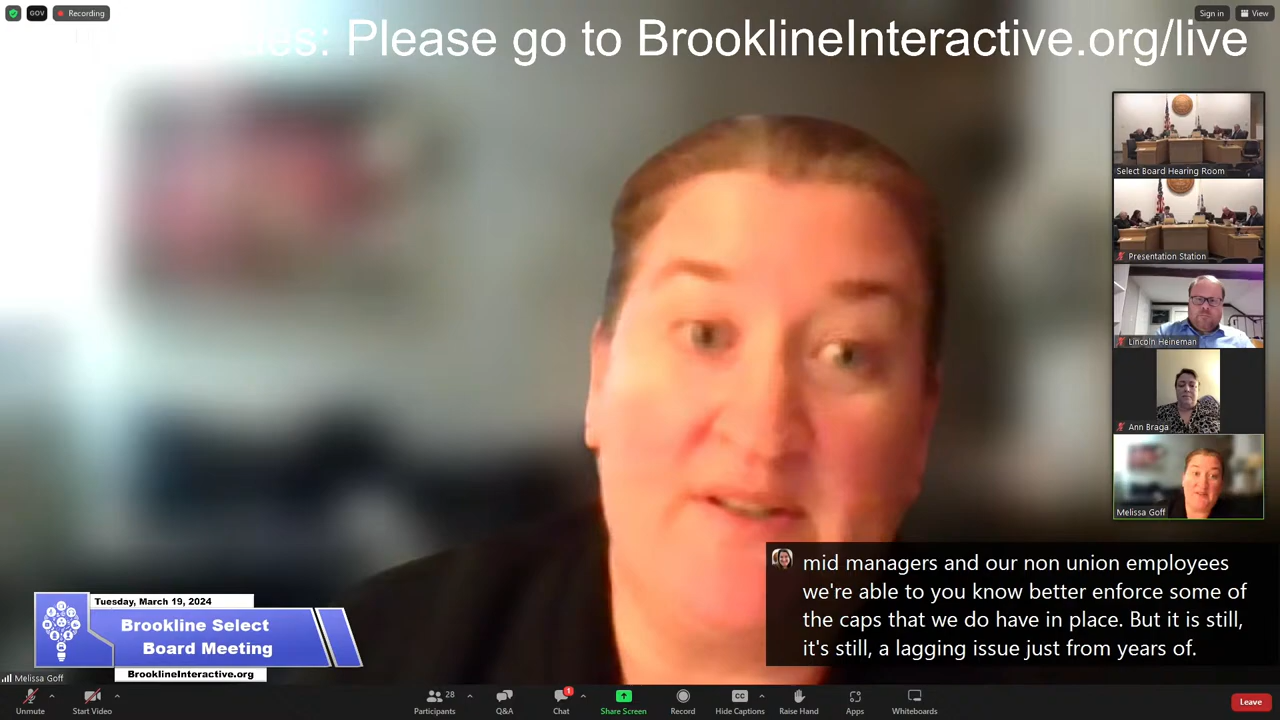 GOV
Recording
Sign in
View
Please go to BrooklineInteractive.org/live
Select Board Hearing Room
Presentation Station
Lincoln Heineman
Ann Braga
Melissa Goff
mid managers and our non union employees
we're able to you know better enforce some of
the caps that we do have in place. But it is still,
it's still, a lagging issue just from years of.
Tuesday, March 19, 2024
Brookline Select
Board Meeting
BrooklineInteractive.org
Melissa Goff
Unmute
Start Video
Participants
28
Q&A
Chat
1
Share Screen
Record
CC
Hide Captions
Raise Hand
Apps
Whiteboards
Leave